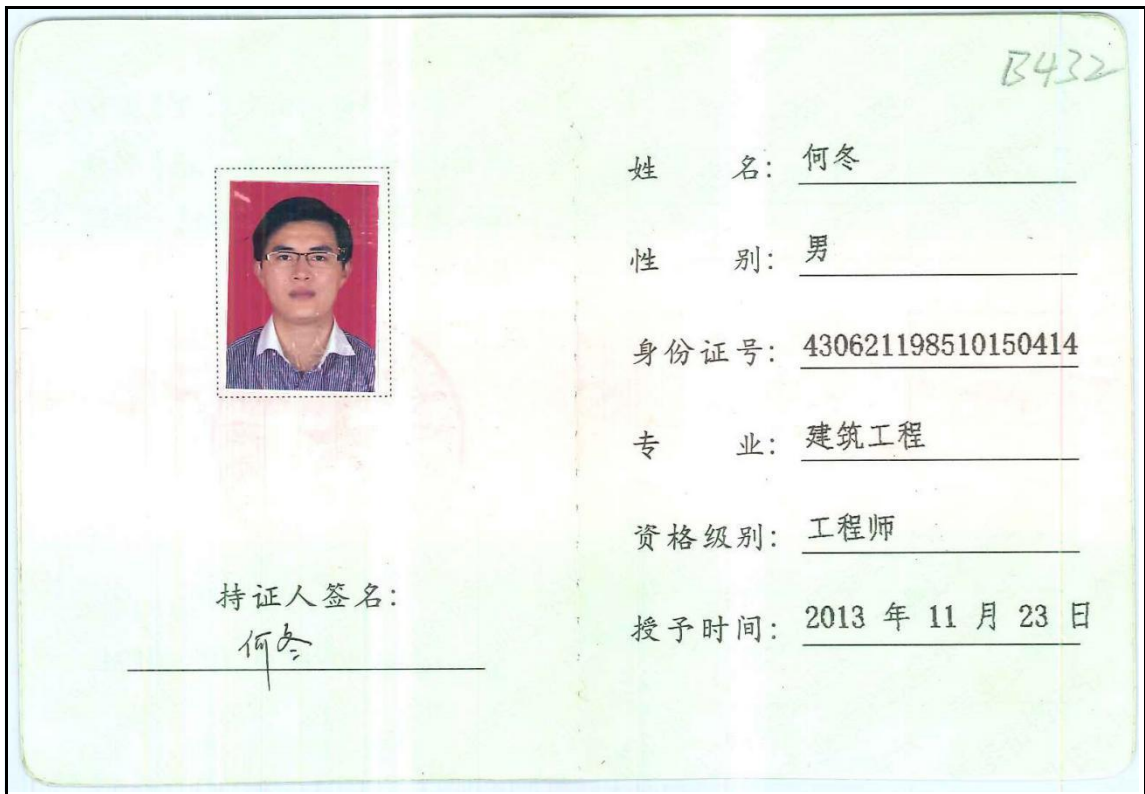 B432
姓 名: 何冬
性 别: 男
身份证号: 430621198510150414
专 业: 建筑工程
资格级别: 工程师
授予时间: 2013 年 11 月 23 日
持证人签名:
何冬